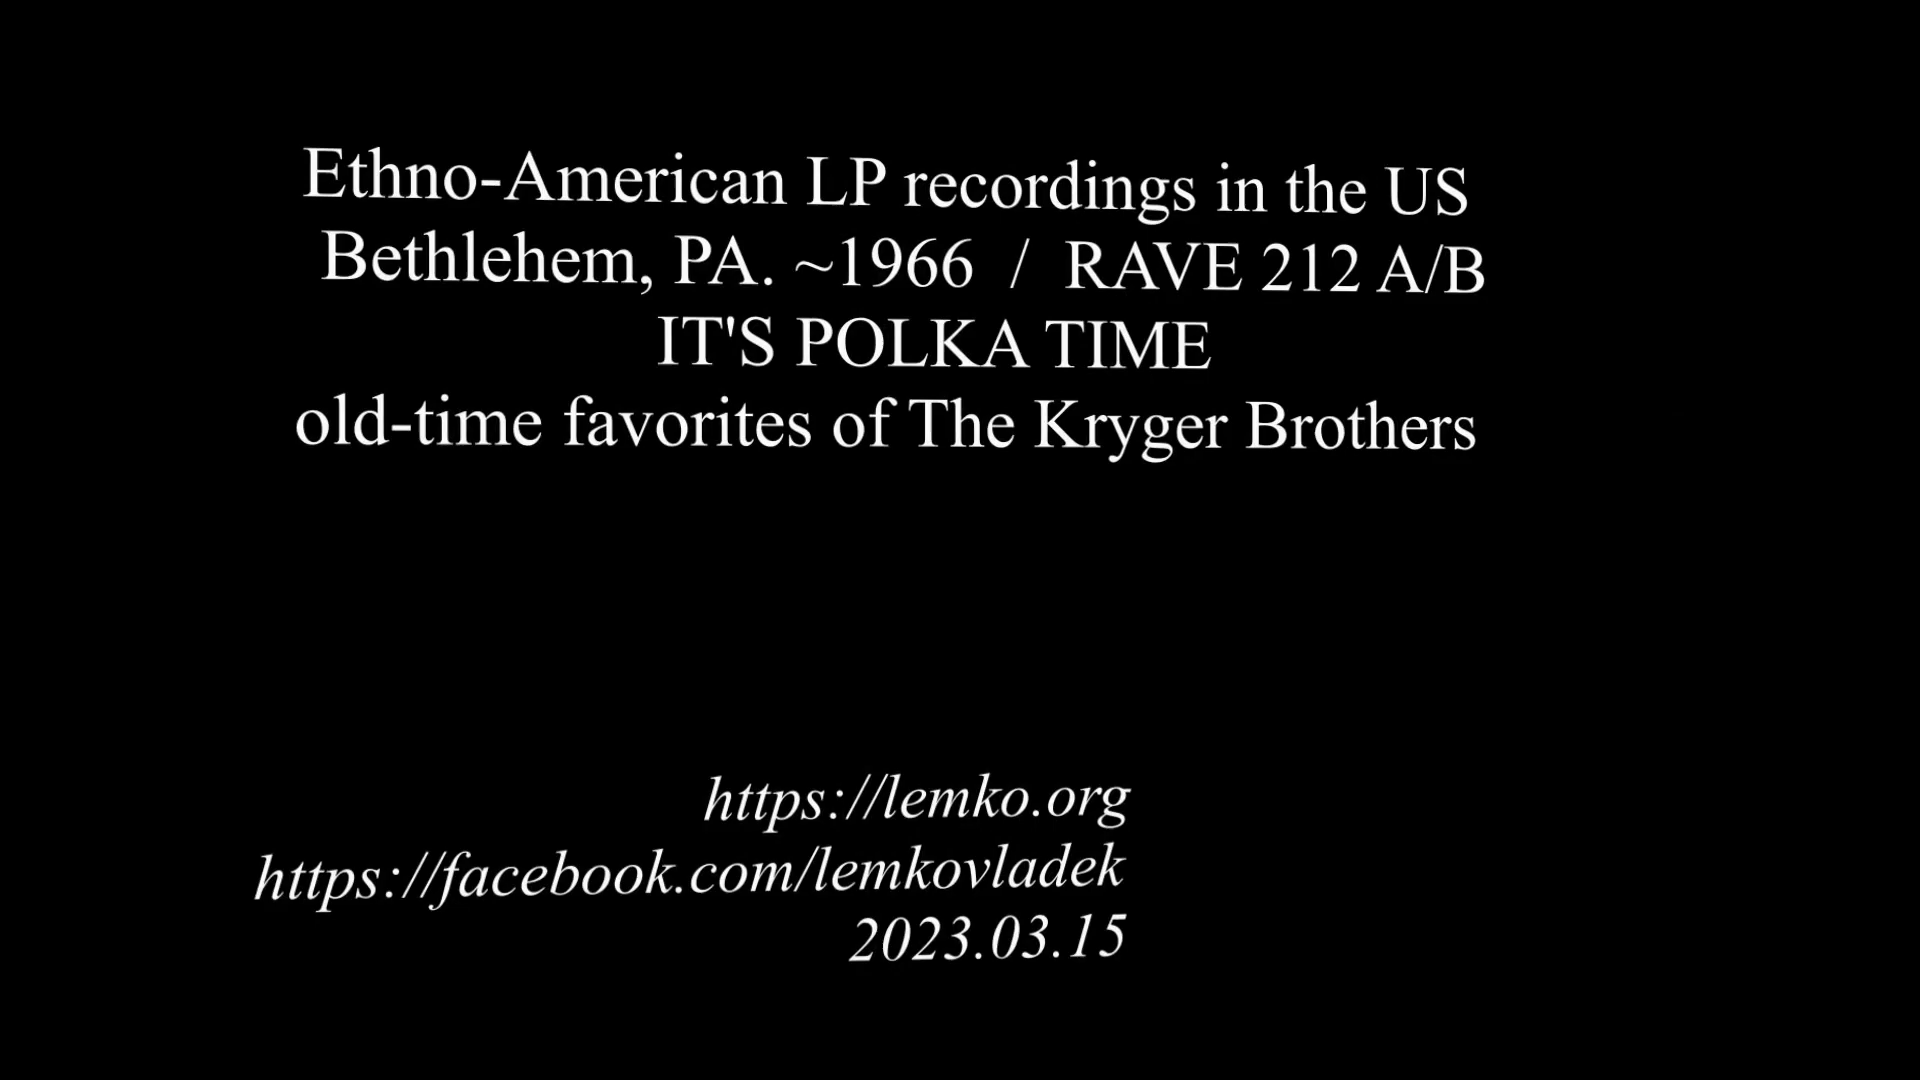 Ethno-American LP recordings in the US
Bethlehem, PA. ~1966 / RAVE 212 A/B
IT'S POLKA TIME
old-time favorites of The Kryger Brothers
https://lemko.org
https://facebook.com/lemkovladek
2023.03.15